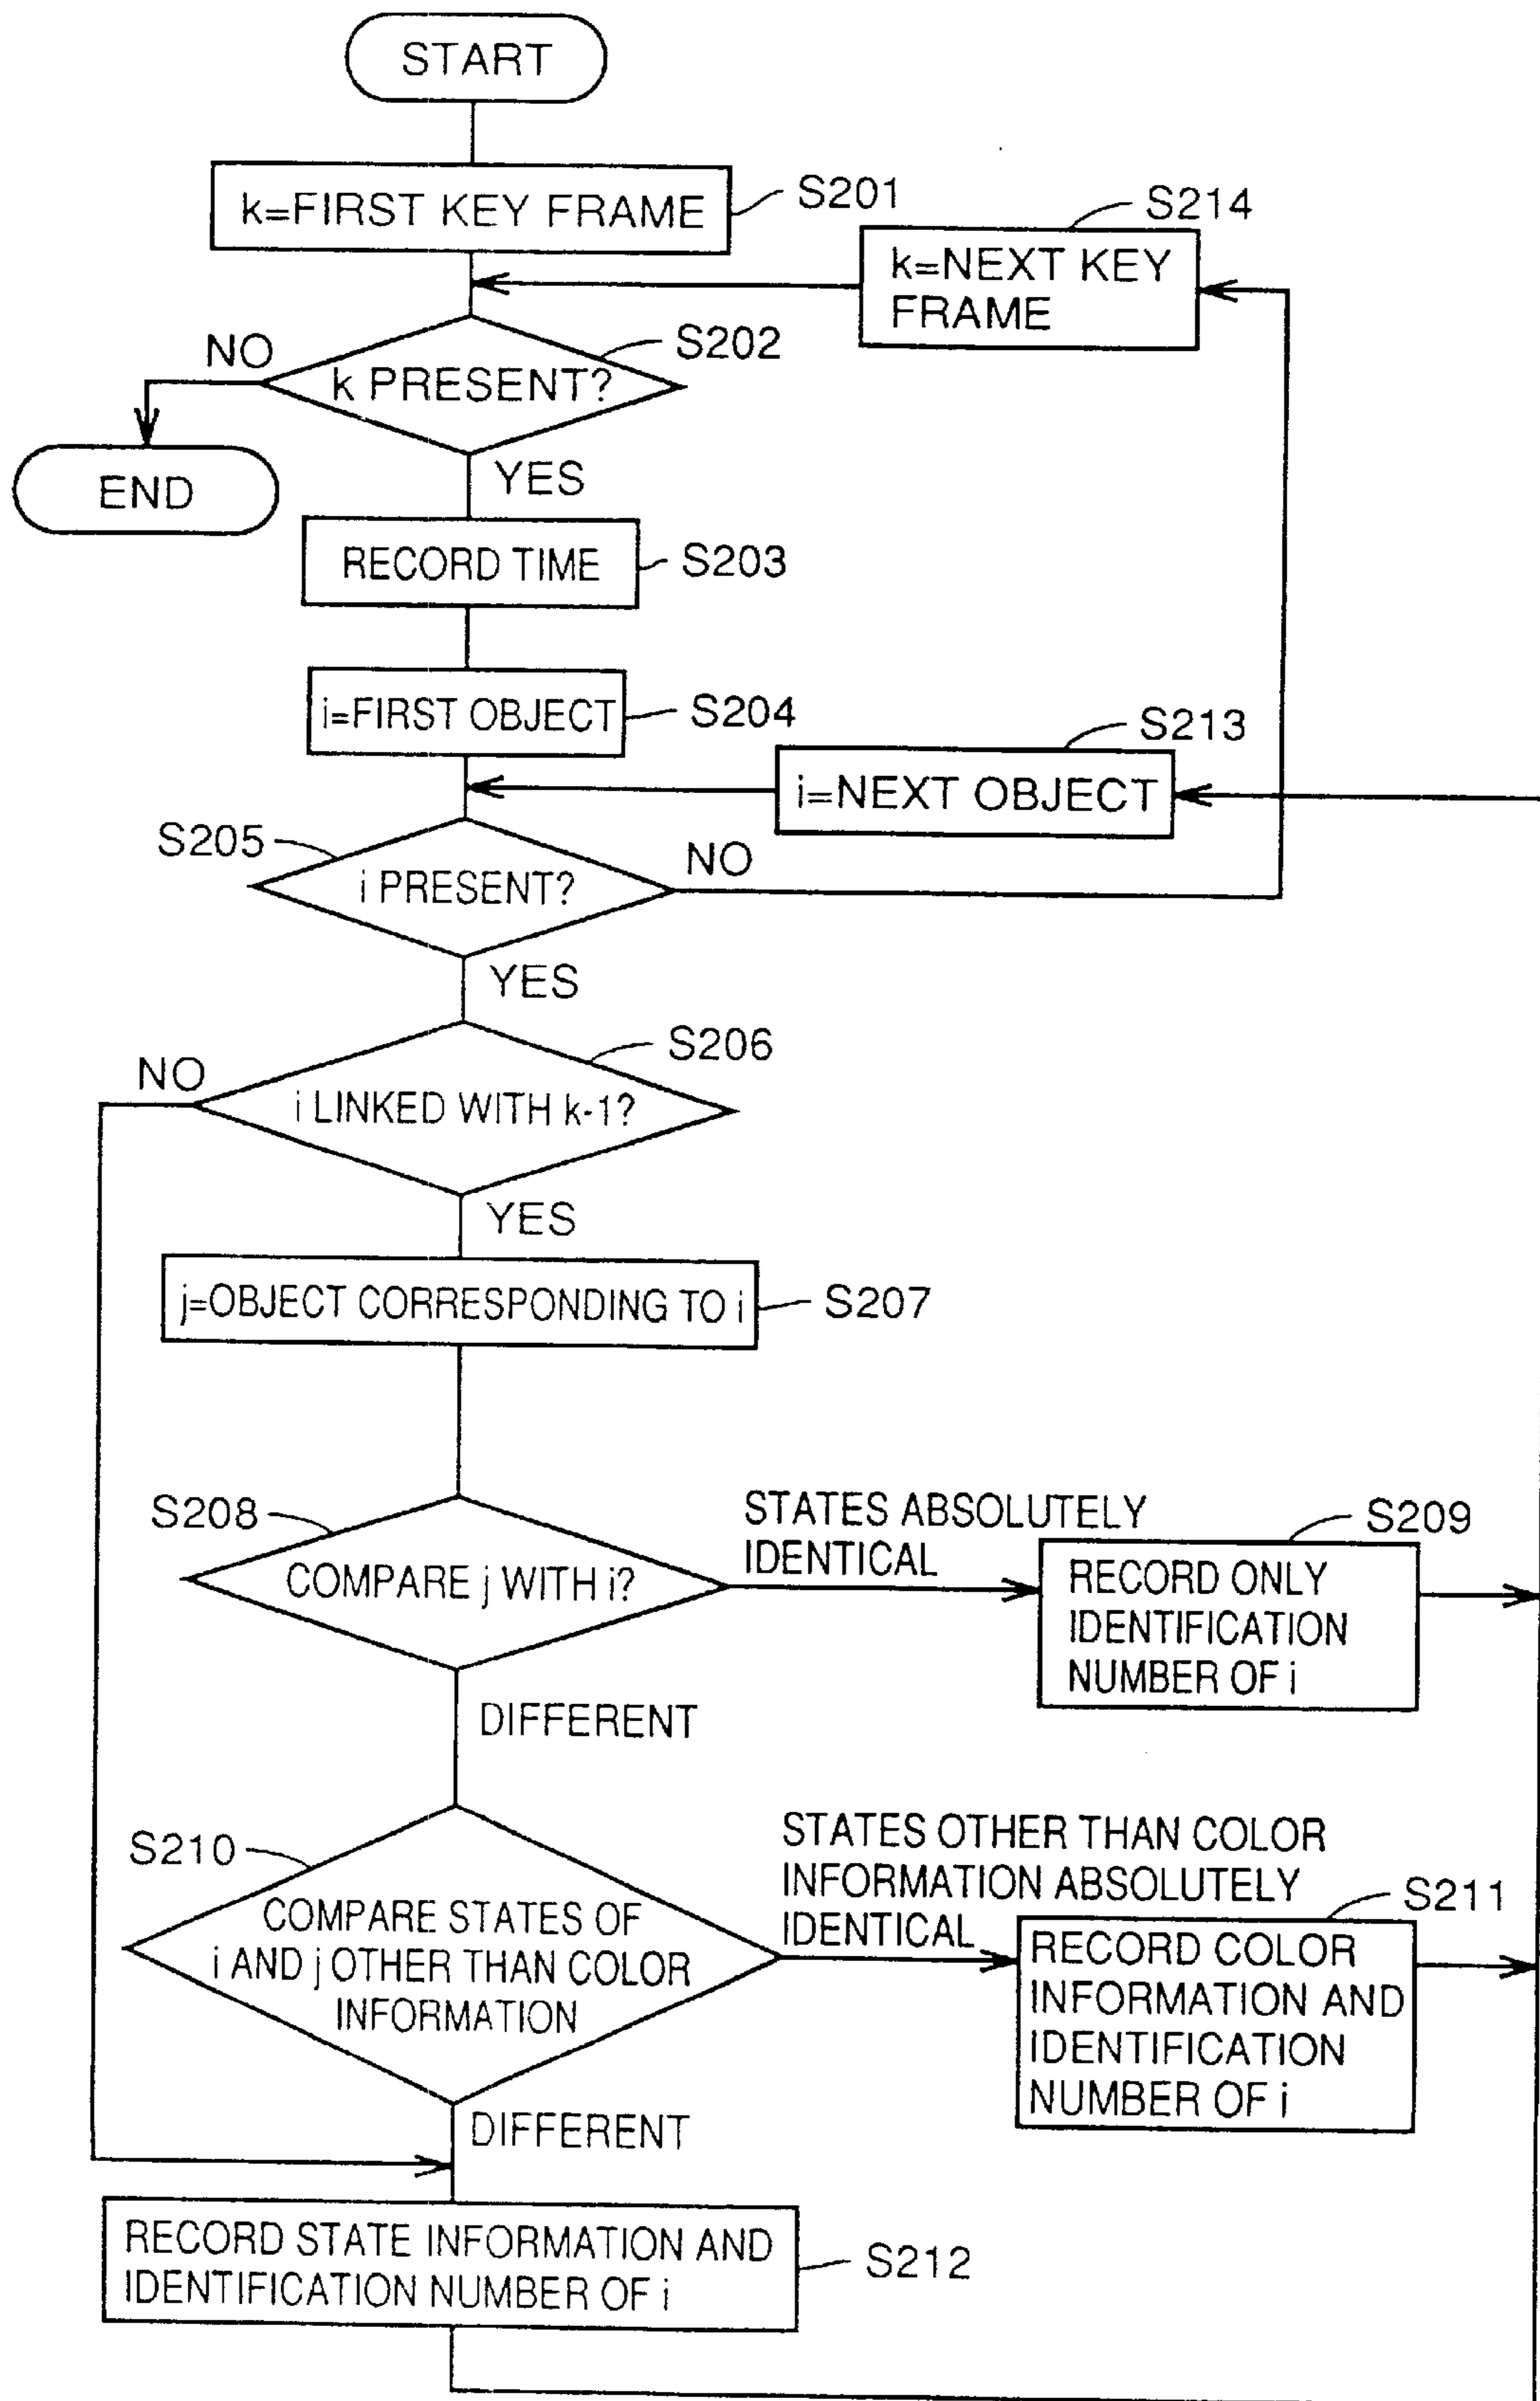 START
k=FIRST KEY FRAME
S201
S214
k=NEXT KEY
FRAME
NO
S202
k PRESENT?
END
YES
RECORD TIME
S203
i=FIRST OBJECT
S204
S213
i=NEXT OBJECT
S205
NO
i PRESENT?
YES
S206
NO
i LINKED WITH k-1?
YES
j=OBJECT CORRESPONDING TO i
S207
S208
STATES ABSOLUTELY
IDENTICAL
COMPARE j WITH i?
S209
RECORD ONLY
IDENTIFICATION
NUMBER OF i
DIFFERENT
S210
STATES OTHER THAN COLOR
INFORMATION ABSOLUTELY
IDENTICAL
COMPARE STATES OF
i AND j OTHER THAN COLOR
INFORMATION
S211
RECORD COLOR
INFORMATION AND
IDENTIFICATION
NUMBER OF i
DIFFERENT
RECORD STATE INFORMATION AND
IDENTIFICATION NUMBER OF i
S212